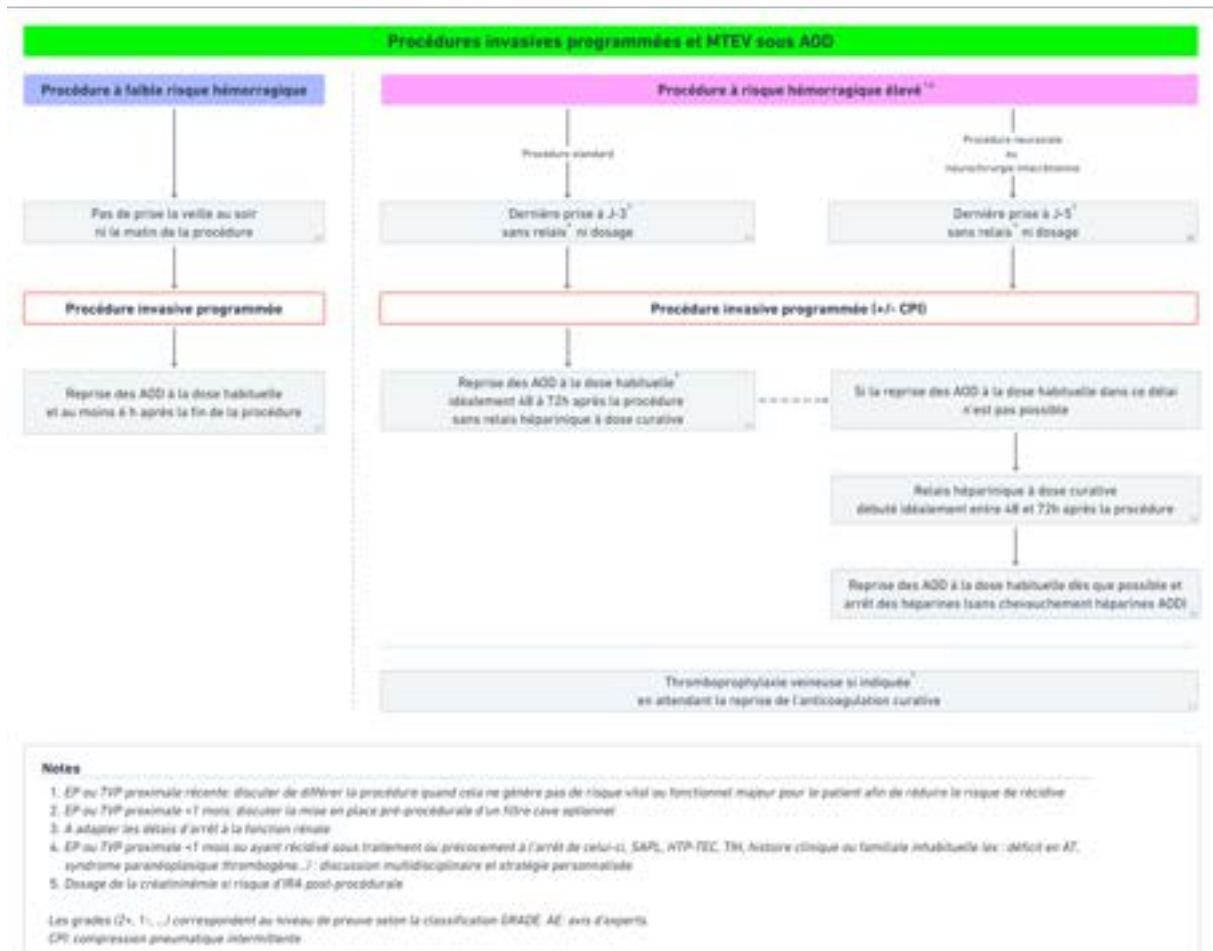 Procédures invasives programmées et MTEV sous AOD
Procédure à faible risque hémorragique
Procédure à risque hémorragique élevé
Procédure standard
Procédure neuraxiale
ou
neurochirurgie intracrânienne
Pas de prise la veille au soir
ni le matin de la procédure
Dernière prise à J-3
sans relais ni dosage
Dernière prise à J-5
sans relais ni dosage
Procédure invasive programmée
Procédure invasive programmée (+/- CPI)
Reprise des AOD à la dose habituelle
et au moins 6 h après la fin de la procédure
Reprise des AOD à la dose habituelle
idéalement 48 à 72h après la procédure
sans relais héparinique à dose curative
Si la reprise des AOD à la dose habituelle dans ce délai
n'est pas possible
Relais héparinique à dose curative
débuté idéalement entre 48 et 72h après la procédure
Reprise des AOD à la dose habituelle dès que possible et
arrêt des héparines (sans chevauchement héparines AOD)
Thromboprophylaxie veineuse si indiquée
en attendant la reprise de l'anticoagulation curative
Notes
1. EP ou TVP proximale récente: discuter de différer la procédure quand cela ne génère pas de risque vital ou fonctionnel majeur pour le patient afin de réduire le risque de récidive
2. EP ou TVP proximale <1 mois: discuter la mise en place pré-procédurale d'un filtre cave optionnel
3. A adapter les délais d'arrêt à la fonction rénale
4. EP ou TVP proximale <1 mois ou ayant récidivé sous traitement ou précocement à l'arrêt de celui-ci, SAPL, HTP-TEC, TIH, histoire clinique ou familiale inhabituelle (ex : déficit en AT,
syndrome paranéoplasique thrombogène...) : discussion multidisciplinaire et stratégie personnalisée
5. Dosage de la créatininémie si risque d'IRA post-procédurale
Les grades (2+, 1-, ...) correspondent au niveau de preuve selon la classification GRADE. AE: avis d'experts.
CPI: compression pneumatique intermittente